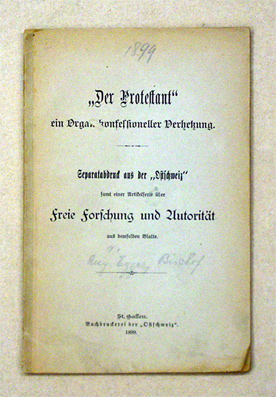 1899
„Der Protestant“
ein Organ konfessioneller Verhetzung.
Separatabdruck aus der „Ostschweiz“
samt einer Artikelserie über
Freie Forschung und Autorität
aus demselben Blatte.
Bischof
St. Gallen.
Buchdruckerei der „Ostschweiz“.
1899.